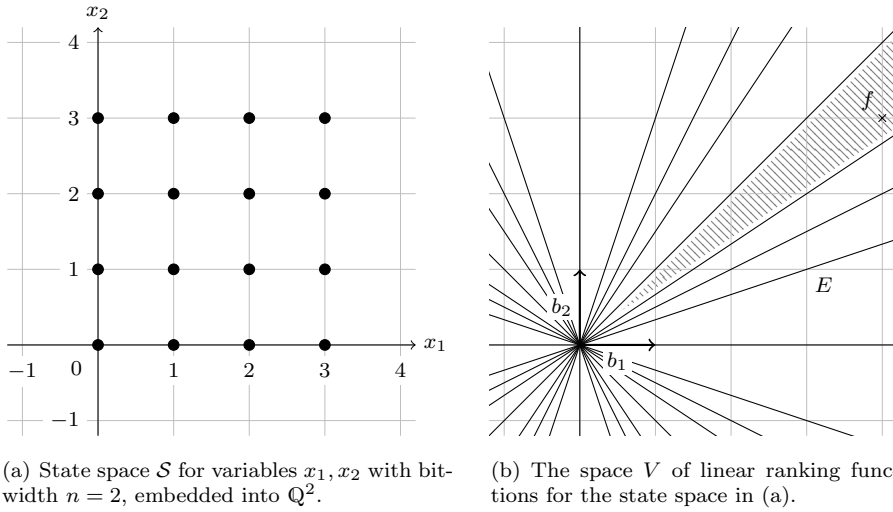 x₂
4
3
2
1
−1
0
1
2
3
4
x₁
−1
f
E
b₂
b₁
(a) State space 𝒮 for variables x₁, x₂ with bit-
width n = 2, embedded into ℚ².
(b) The space V of linear ranking func-
tions for the state space in (a).